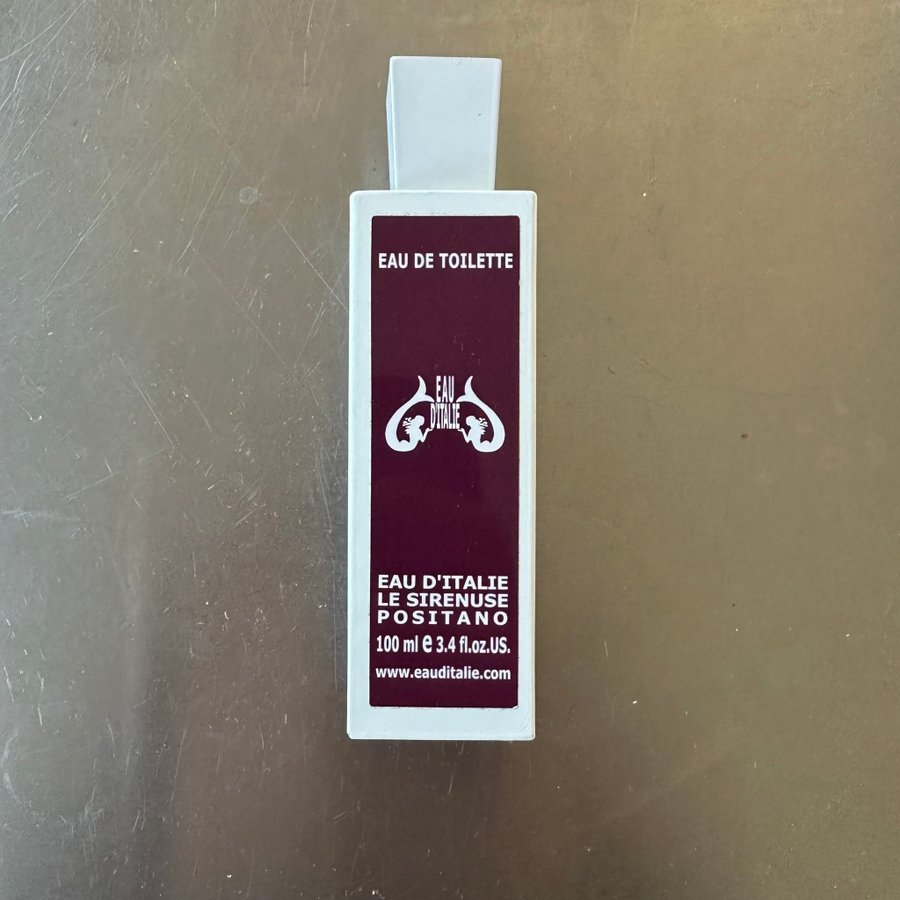 EAU DE TOILETTE
EAU
D'ITALIE
EAU D'ITALIE
LE SIRENUSE
POSITANO
100 ml e 3.4 fl.oz.US.
www.eauditalie.com